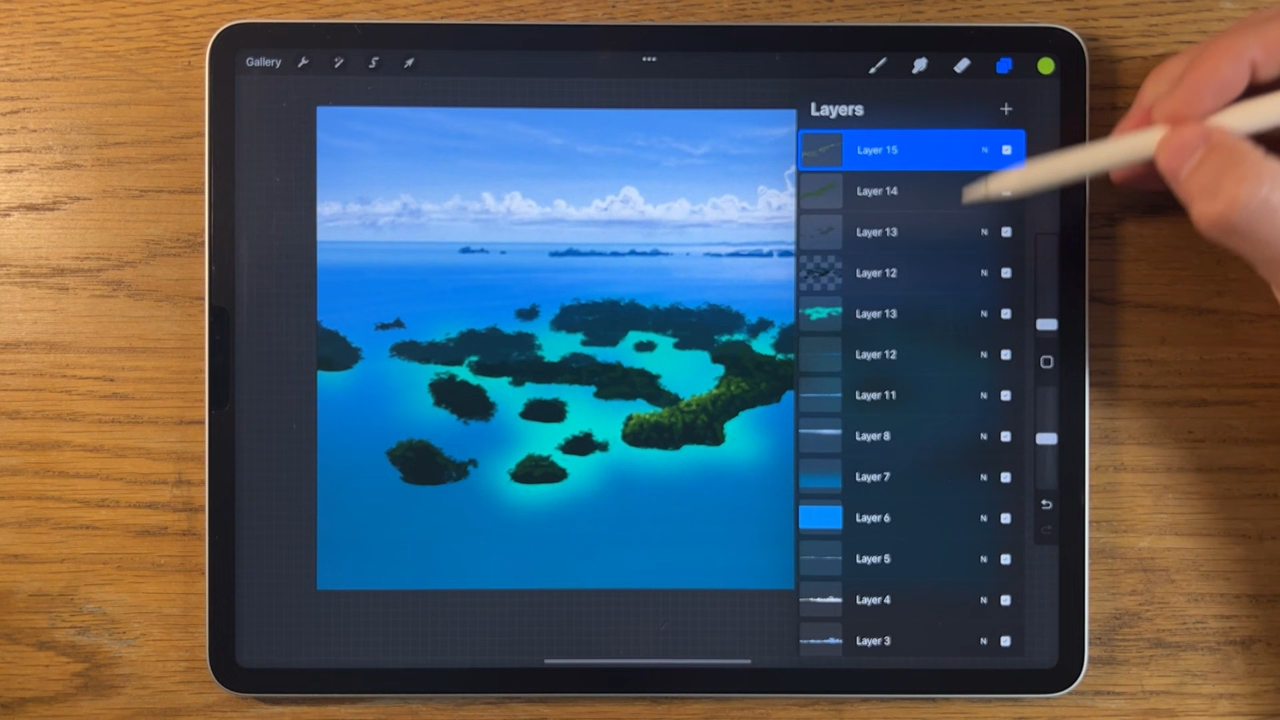 Gallery
Layers
Layer 15 N
Layer 14
Layer 13 N
Layer 12 N
Layer 13 N
Layer 12 N
Layer 11 N
Layer 8 N
Layer 7 N
Layer 6 N
Layer 5 N
Layer 4 N
Layer 3 N